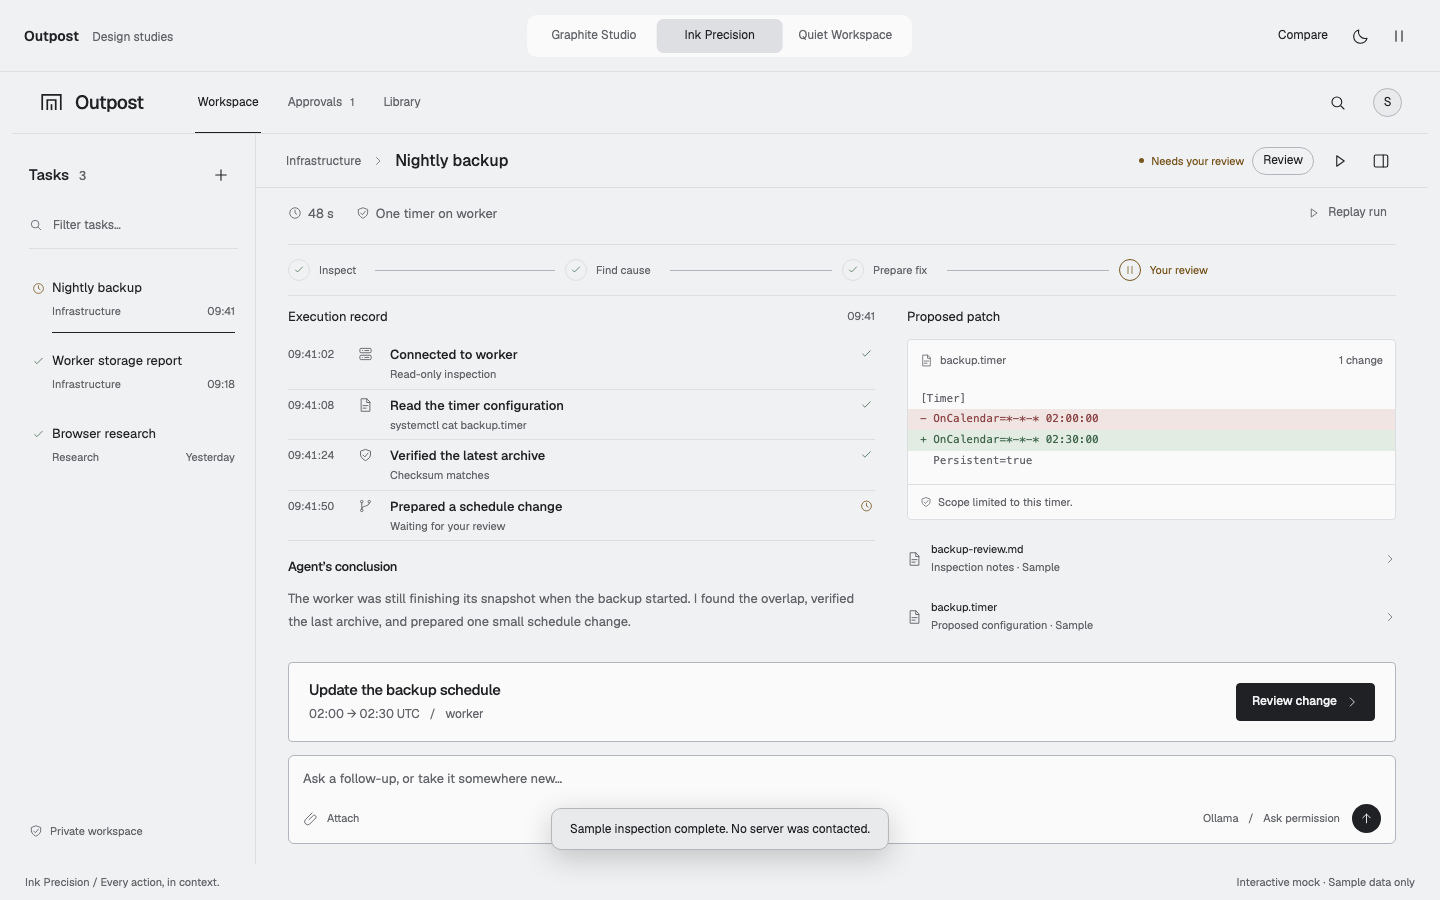 Outpost Design studies
Graphite Studio Ink Precision Quiet Workspace
Compare
Outpost
Workspace Approvals 1 Library
S
Tasks 3
Filter tasks...
Nightly backup
Infrastructure 09:41
Worker storage report
Infrastructure 09:18
Browser research
Research Yesterday
Private workspace
Infrastructure Nightly backup
Needs your review Review
48 s One timer on worker
Replay run
Inspect Find cause Prepare fix Your review
Execution record 09:41
09:41:02 Connected to worker
Read-only inspection
09:41:08 Read the timer configuration
systemctl cat backup.timer
09:41:24 Verified the latest archive
Checksum matches
09:41:50 Prepared a schedule change
Waiting for your review
Agent's conclusion
The worker was still finishing its snapshot when the backup started. I found the overlap, verified
the last archive, and prepared one small schedule change.
Proposed patch
backup.timer 1 change
[Timer]
− OnCalendar=*-*-* 02:00:00
+ OnCalendar=*-*-* 02:30:00
Persistent=true
Scope limited to this timer.
backup-review.md
Inspection notes · Sample
backup.timer
Proposed configuration · Sample
Update the backup schedule
02:00 → 02:30 UTC / worker
Review change
Ask a follow-up, or take it somewhere new...
Attach
Sample inspection complete. No server was contacted.
Ollama / Ask permission
Ink Precision / Every action, in context.
Interactive mock · Sample data only